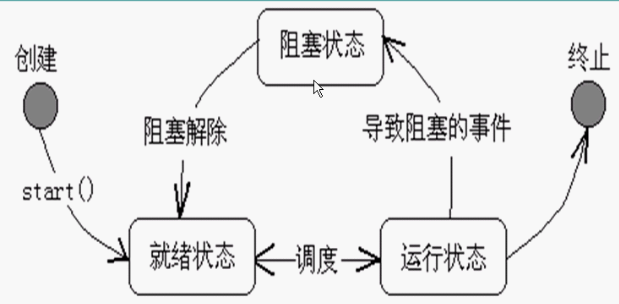 阻塞状态
创建
终止
阻塞解除
导致阻塞的事件
start()
就绪状态
调度
运行状态